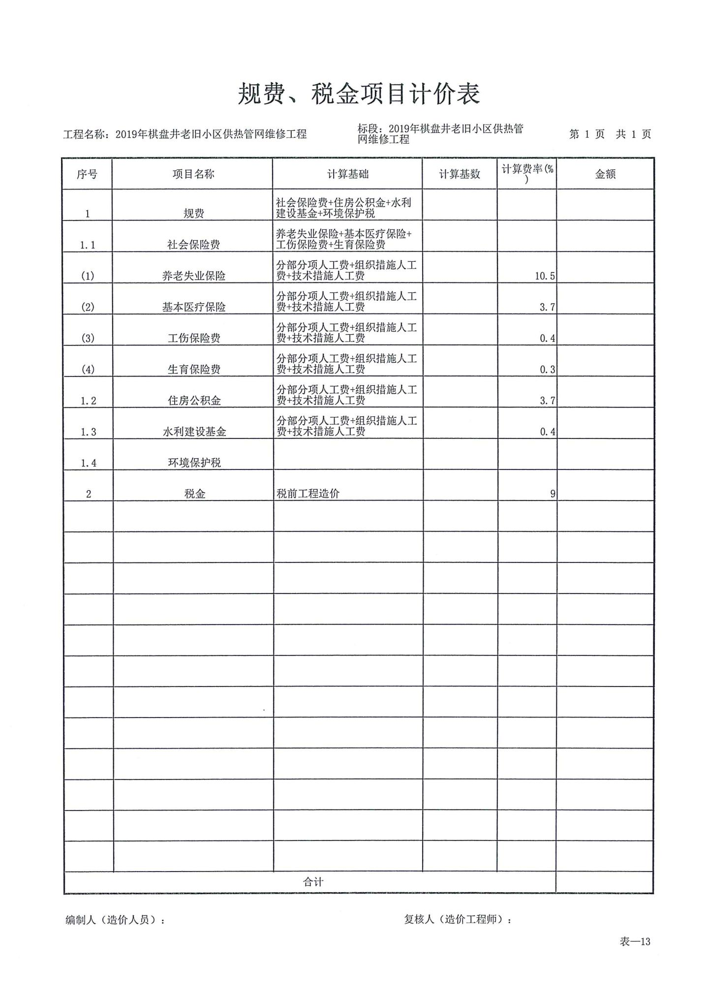 规费、税金项目计价表
工程名称：2019年棋盘井老旧小区供热管网维修工程
标段：2019年棋盘井老旧小区供热管
网维修工程
第 1 页 共 1 页
序号 项目名称 计算基础 计算基数 计算费率(%
) 金额
1 规费 社会保险费+住房公积金+水利
建设基金+环境保护税
1.1 社会保险费 养老失业保险+基本医疗保险+
工伤保险费+生育保险费
(1) 养老失业保险 分部分项人工费+组织措施人工
费+技术措施人工费 10.5
(2) 基本医疗保险 分部分项人工费+组织措施人工
费+技术措施人工费 3.7
(3) 工伤保险费 分部分项人工费+组织措施人工
费+技术措施人工费 0.4
(4) 生育保险费 分部分项人工费+组织措施人工
费+技术措施人工费 0.3
1.2 住房公积金 分部分项人工费+组织措施人工
费+技术措施人工费 3.7
1.3 水利建设基金 分部分项人工费+组织措施人工
费+技术措施人工费 0.4
1.4 环境保护税
2 税金 税前工程造价 9
合计
编制人（造价人员）： 复核人（造价工程师）：
表—13